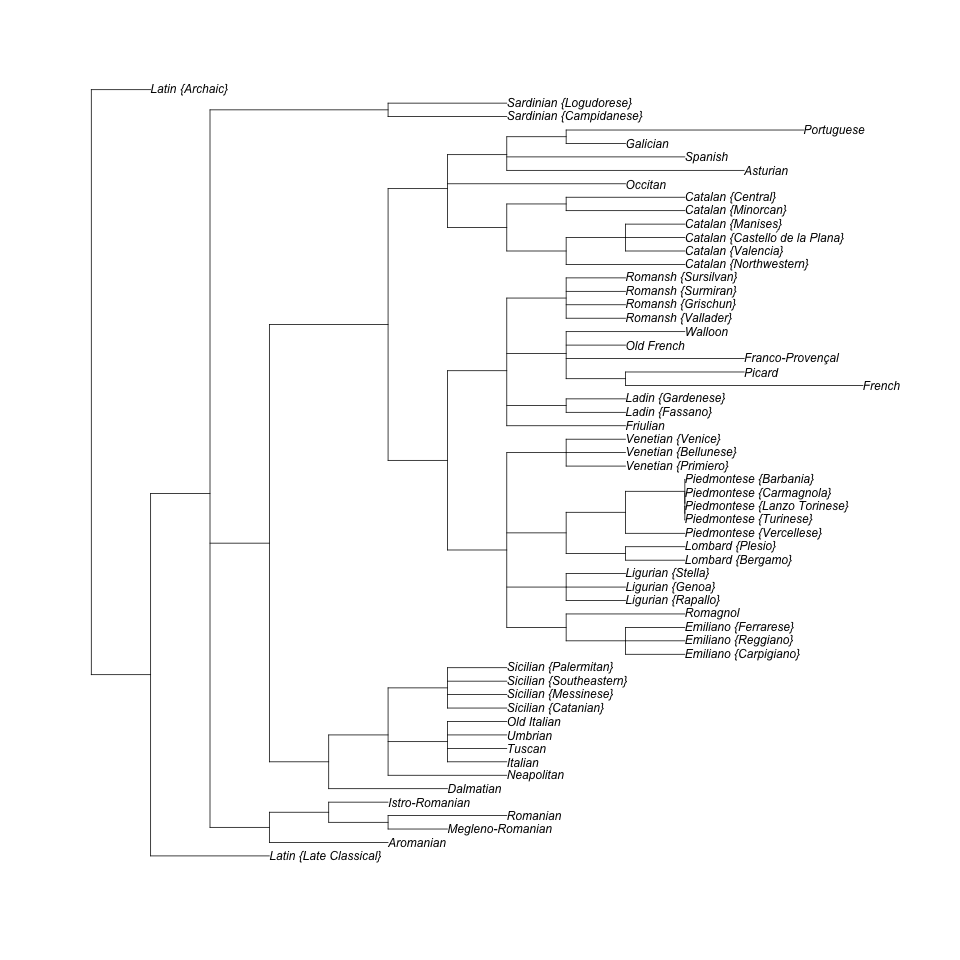 Latin {Archaic}
Sardinian {Logudorese}
Sardinian {Campidanese}
Portuguese
Galician
Spanish
Asturian
Occitan
Catalan {Central}
Catalan {Minorcan}
Catalan {Manises}
Catalan {Castello de la Plana}
Catalan {Valencia}
Catalan {Northwestern}
Romansh {Sursilvan}
Romansh {Surmiran}
Romansh {Grischun}
Romansh {Vallader}
Walloon
Old French
Franco-Provençal
Picard
French
Ladin {Gardenese}
Ladin {Fassano}
Friulian
Venetian {Venice}
Venetian {Bellunese}
Venetian {Primiero}
Piedmontese {Barbania}
Piedmontese {Carmagnola}
Piedmontese {Lanzo Torinese}
Piedmontese {Turinese}
Piedmontese {Vercellese}
Lombard {Plesio}
Lombard {Bergamo}
Ligurian {Stella}
Ligurian {Genoa}
Ligurian {Rapallo}
Romagnol
Emiliano {Ferrarese}
Emiliano {Reggiano}
Emiliano {Carpigiano}
Sicilian {Palermitan}
Sicilian {Southeastern}
Sicilian {Messinese}
Sicilian {Catanian}
Old Italian
Umbrian
Tuscan
Italian
Neapolitan
Dalmatian
Istro-Romanian
Romanian
Megleno-Romanian
Aromanian
Latin {Late Classical}